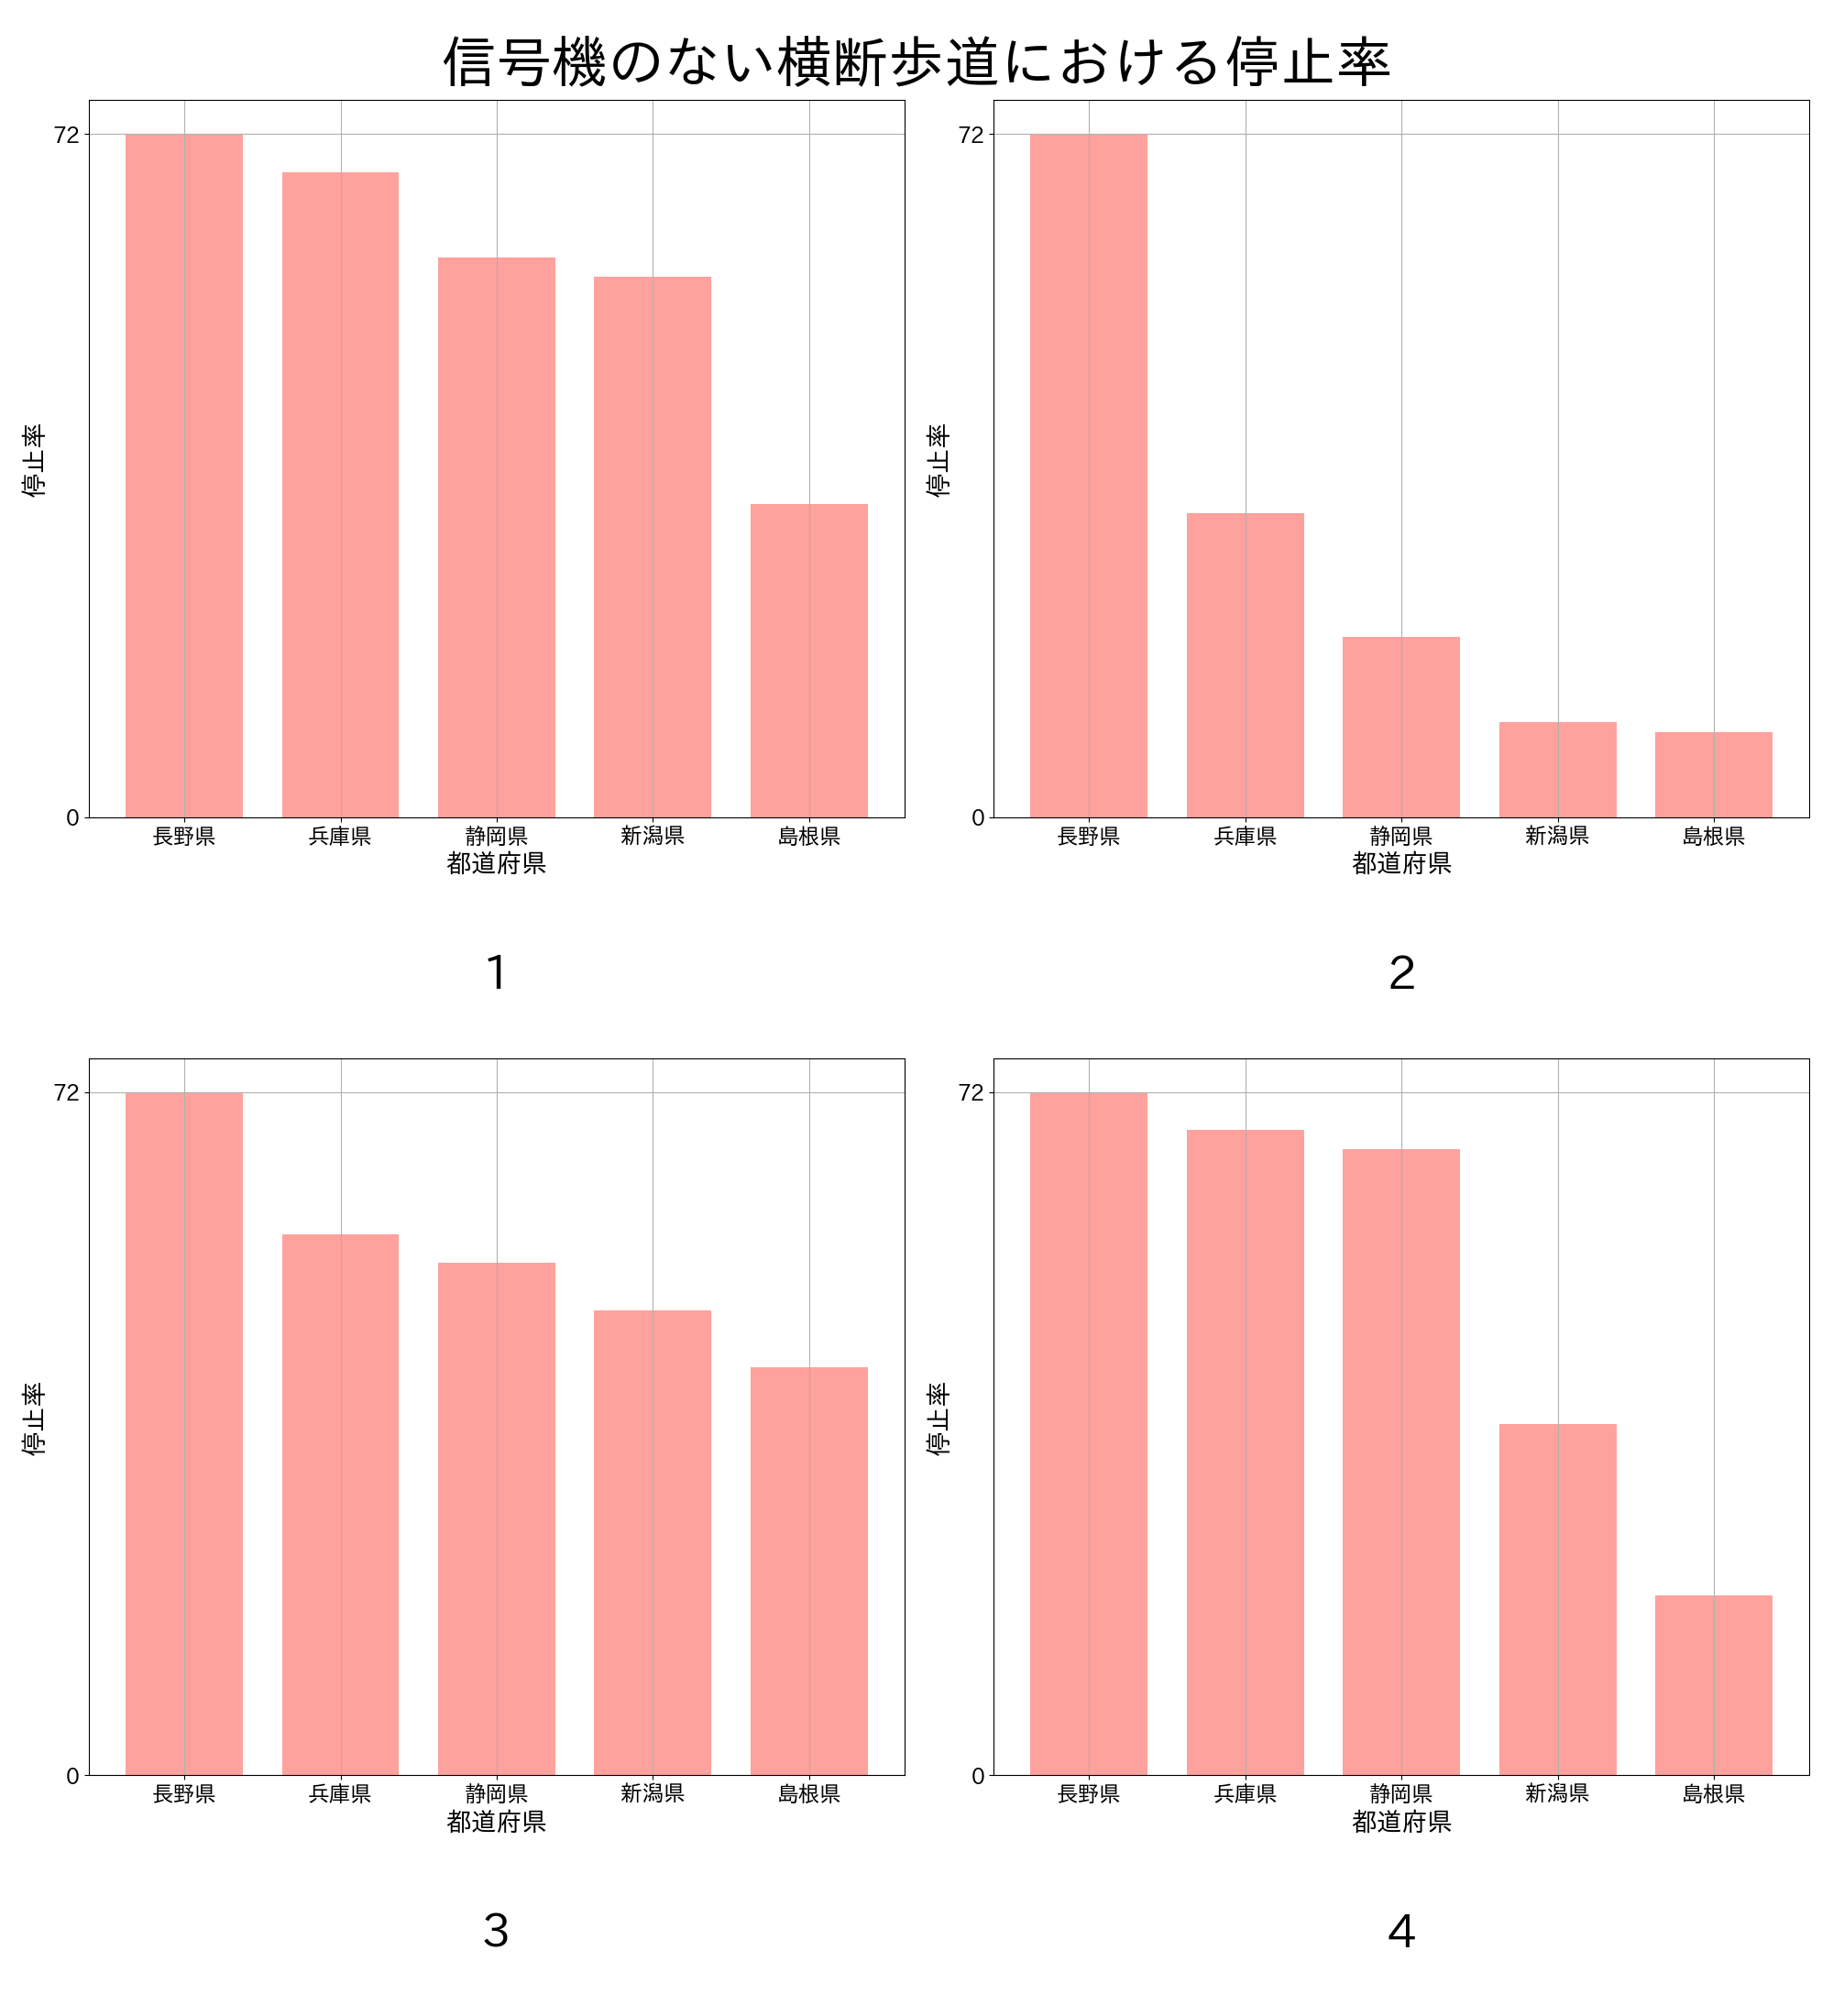 信号機のない横断歩道における停止率
72
0
停止率
長野県 兵庫県 静岡県 新潟県 島根県
都道府県
1
72
0
停止率
長野県 兵庫県 静岡県 新潟県 島根県
都道府県
2
72
0
停止率
長野県 兵庫県 静岡県 新潟県 島根県
都道府県
3
72
0
停止率
長野県 兵庫県 静岡県 新潟県 島根県
都道府県
4